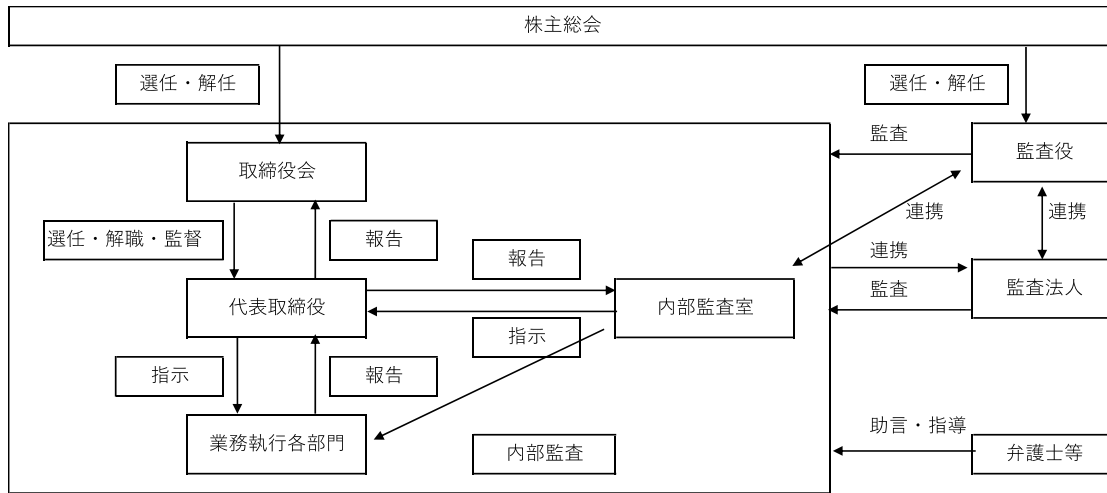 株主総会
選任・解任
選任・解任
監査
監査役
取締役会
連携
連携
選任・解職・監督
報告
報告
連携
監査法人
代表取締役
内部監査室
監査
指示
指示
報告
業務執行各部門
内部監査
助言・指導
弁護士等